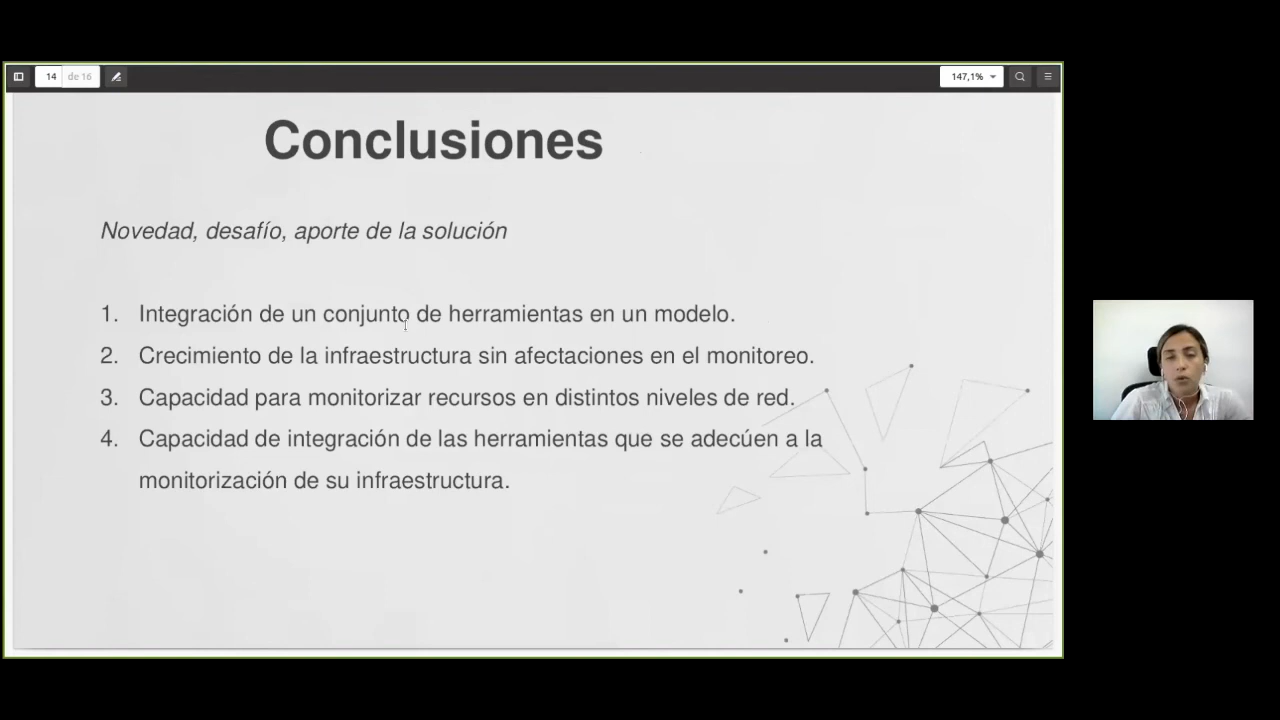 14 de 16
147,1%
Conclusiones
Novedad, desafío, aporte de la solución
1. Integración de un conjunto de herramientas en un modelo.
2. Crecimiento de la infraestructura sin afectaciones en el monitoreo.
3. Capacidad para monitorizar recursos en distintos niveles de red.
4. Capacidad de integración de las herramientas que se adecúen a la
monitorización de su infraestructura.